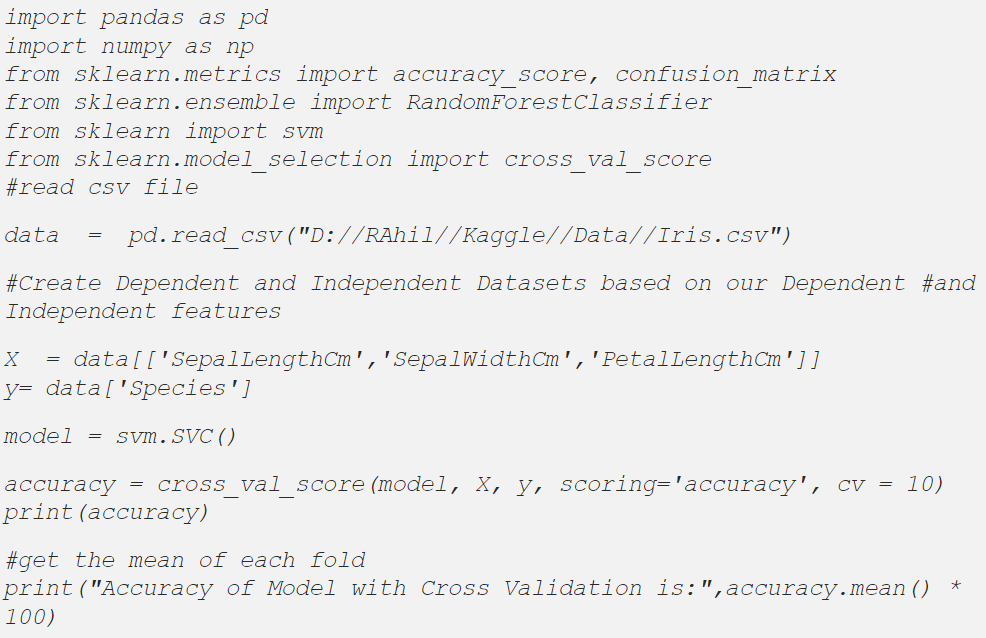 import pandas as pd
import numpy as np
from sklearn.metrics import accuracy_score, confusion_matrix
from sklearn.ensemble import RandomForestClassifier
from sklearn import svm
from sklearn.model_selection import cross_val_score
#read csv file
data  =  pd.read_csv("D://RAhil//Kaggle//Data//Iris.csv")
#Create Dependent and Independent Datasets based on our Dependent #and
Independent features
X  = data[['SepalLengthCm','SepalWidthCm','PetalLengthCm']]
y= data['Species']
model = svm.SVC()
accuracy = cross_val_score(model, X, y, scoring='accuracy', cv = 10)
print(accuracy)
#get the mean of each fold
print("Accuracy of Model with Cross Validation is:",accuracy.mean() *
100)